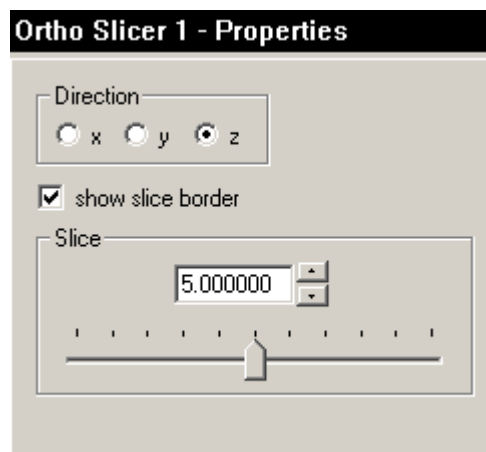 Ortho Slicer 1 - Properties
Direction
x y z
show slice border
Slice
5.000000